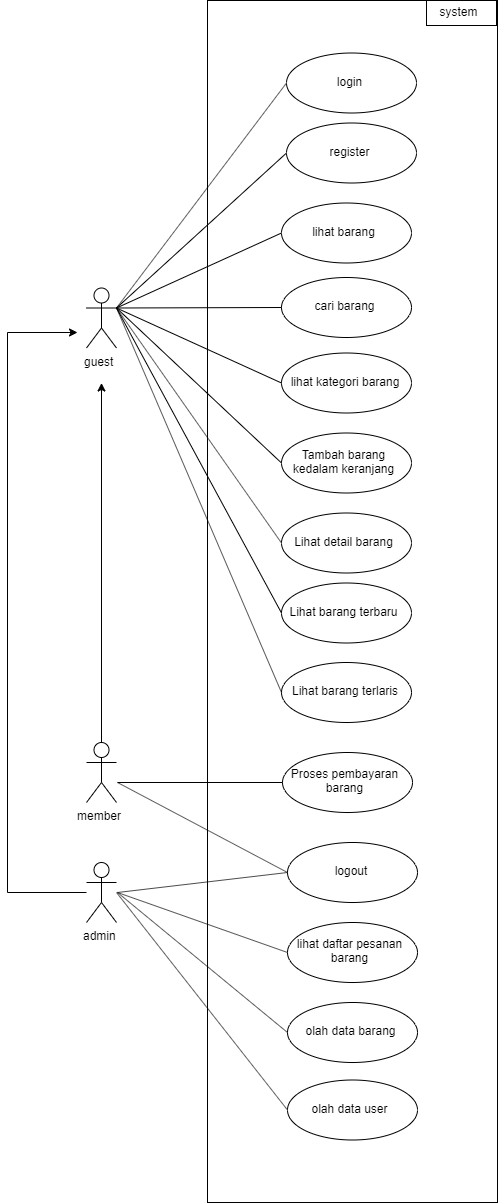 system
login
register
lihat barang
cari barang
guest
lihat kategori barang
Tambah barang
kedalam keranjang
Lihat detail barang
Lihat barang terbaru
Lihat barang terlaris
Proses pembayaran
barang
member
logout
admin
lihat daftar pesanan
barang
olah data barang
olah data user